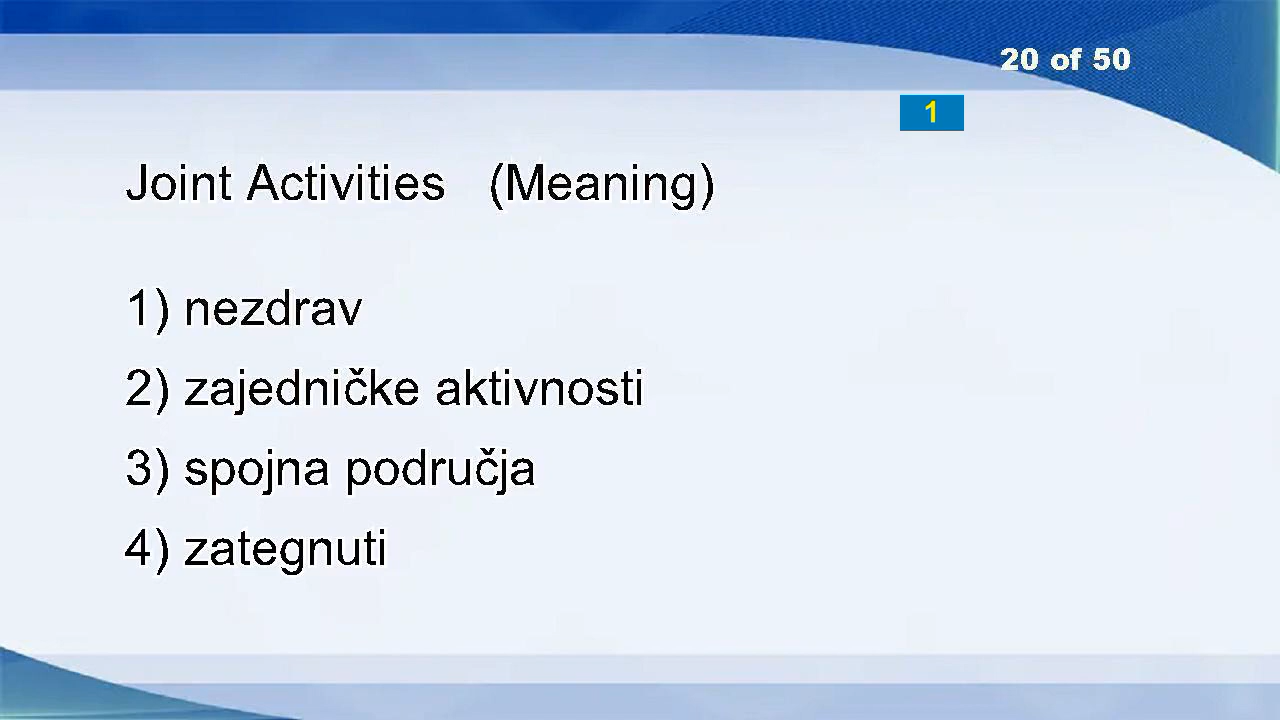 20 of 50
1
Joint Activities (Meaning)
1) nezdrav
2) zajedničke aktivnosti
3) spojna područja
4) zategnuti